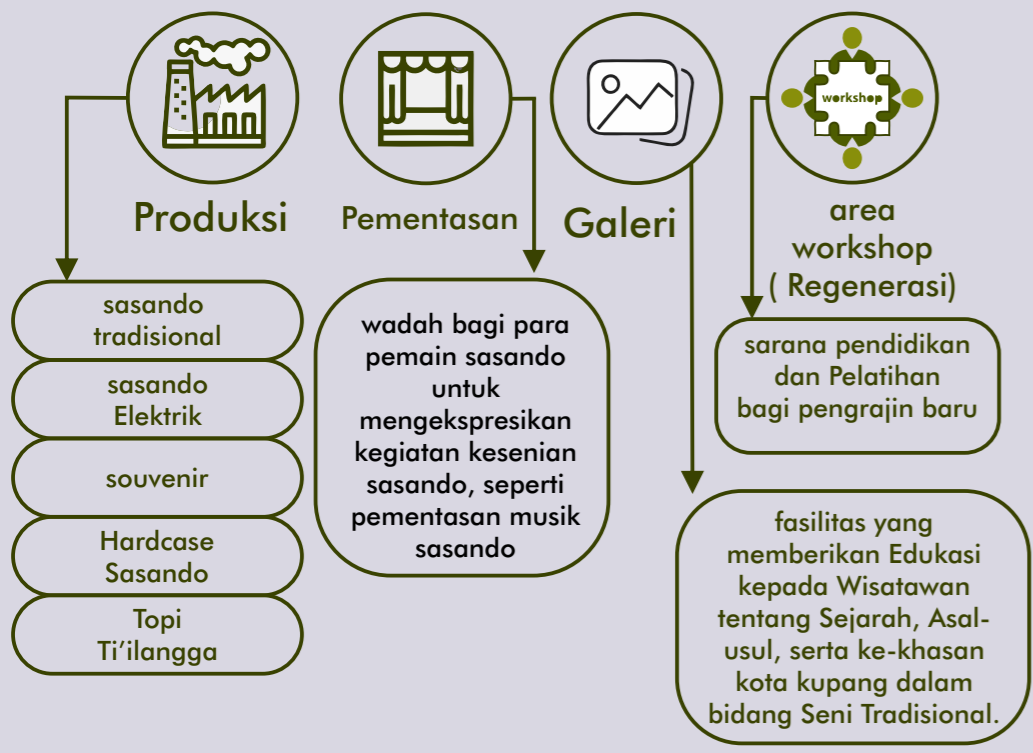 Produksi
sasando
tradisional
sasando
Elektrik
souvenir
Hardcase
Sasando
Topi
Ti'ilangga
Pementasan
wadah bagi para
pemain sasando
untuk
mengekspresikan
kegiatan kesenian
sasando, seperti
pementasan musik
sasando
Galeri
fasilitas yang
memberikan Edukasi
kepada Wisatawan
tentang Sejarah, Asal-
usul, serta ke-khasan
kota kupang dalam
bidang Seni Tradisional.
workshop
area
workshop
( Regenerasi)
sarana pendidikan
dan Pelatihan
bagi pengrajin baru